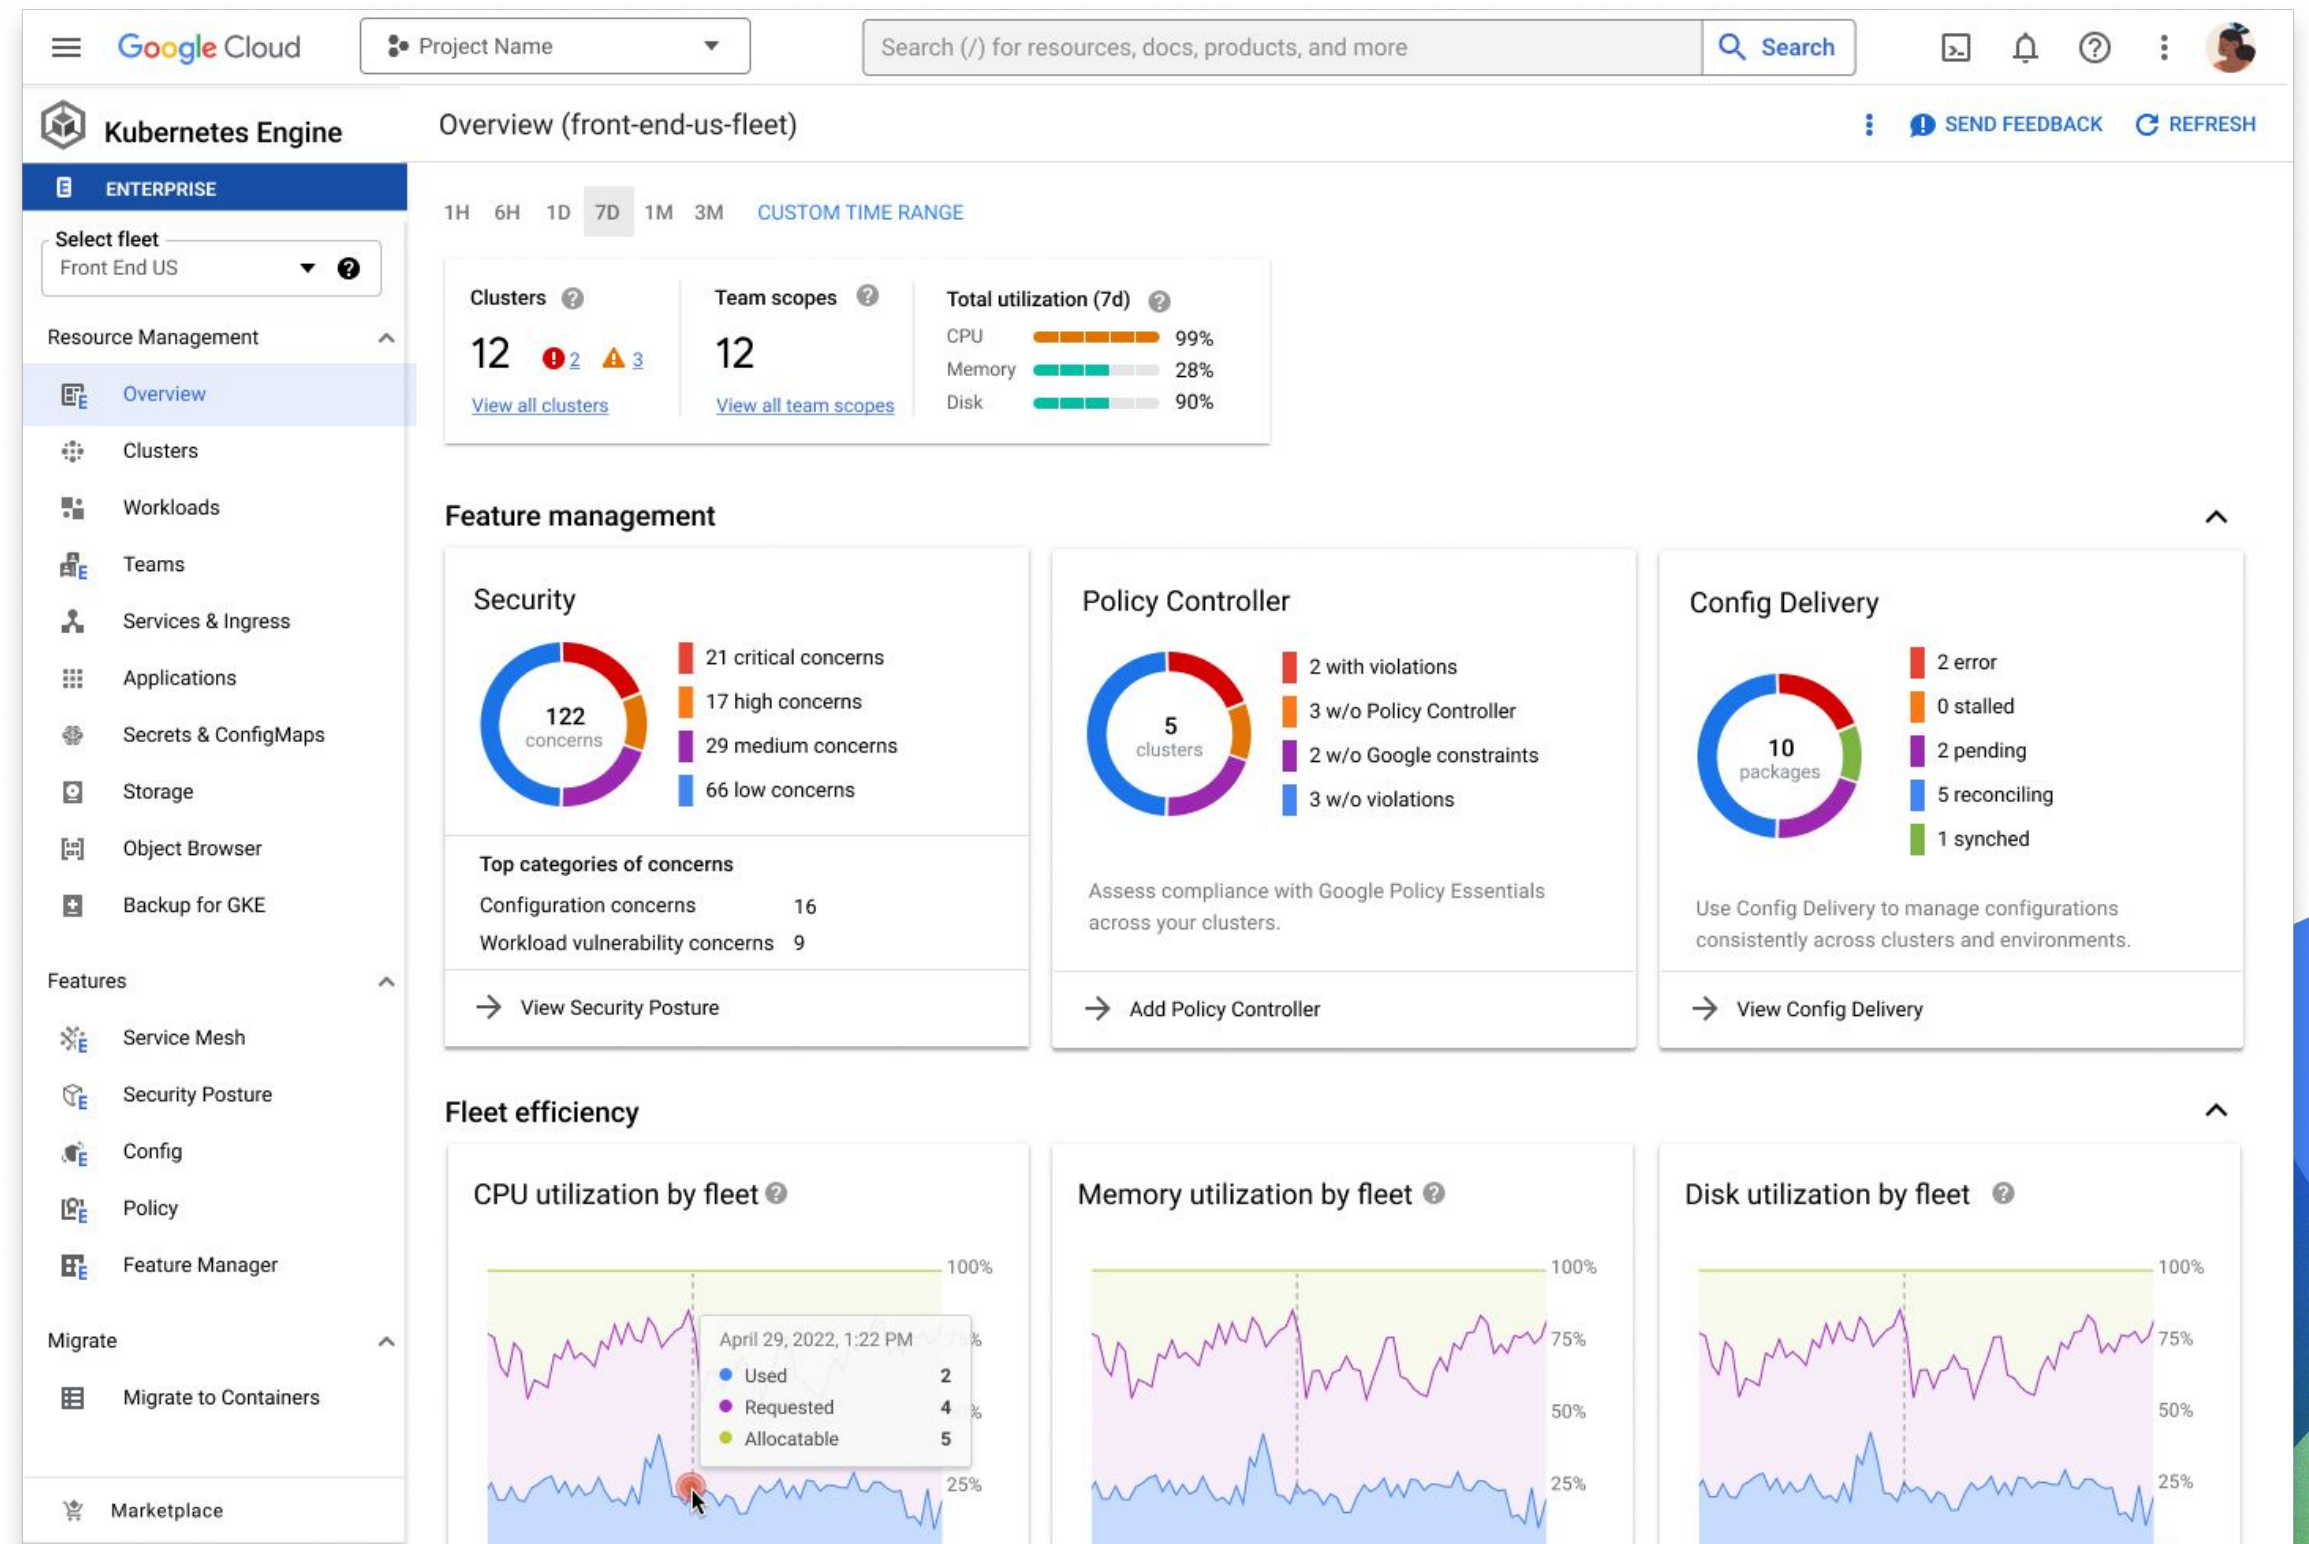 Google Cloud
Project Name
Search (/) for resources, docs, products, and more
Search
Kubernetes Engine
Overview (front-end-us-fleet)
SEND FEEDBACK
REFRESH
E ENTERPRISE
Select fleet
Front End US
Resource Management
Overview
Clusters
Workloads
Teams
Services & Ingress
Applications
Secrets & ConfigMaps
Storage
Object Browser
Backup for GKE
Features
Service Mesh
Security Posture
Config
Policy
Feature Manager
Migrate
Migrate to Containers
Marketplace
1H 6H 1D 7D 1M 3M CUSTOM TIME RANGE
Clusters
12 2 3
View all clusters
Team scopes
12
View all team scopes
Total utilization (7d)
CPU 99%
Memory 28%
Disk 90%
Feature management
Security
122
concerns
21 critical concerns
17 high concerns
29 medium concerns
66 low concerns
Top categories of concerns
Configuration concerns 16
Workload vulnerability concerns 9
View Security Posture
Policy Controller
5
clusters
2 with violations
3 w/o Policy Controller
2 w/o Google constraints
3 w/o violations
Assess compliance with Google Policy Essentials
across your clusters.
Add Policy Controller
Config Delivery
10
packages
2 error
0 stalled
2 pending
5 reconciling
1 synched
Use Config Delivery to manage configurations
consistently across clusters and environments.
View Config Delivery
Fleet efficiency
CPU utilization by fleet
100%
April 29, 2022, 1:22 PM
Used 2
Requested 4
Allocatable 5
25%
Memory utilization by fleet
100%
75%
50%
25%
Disk utilization by fleet
100%
75%
50%
25%